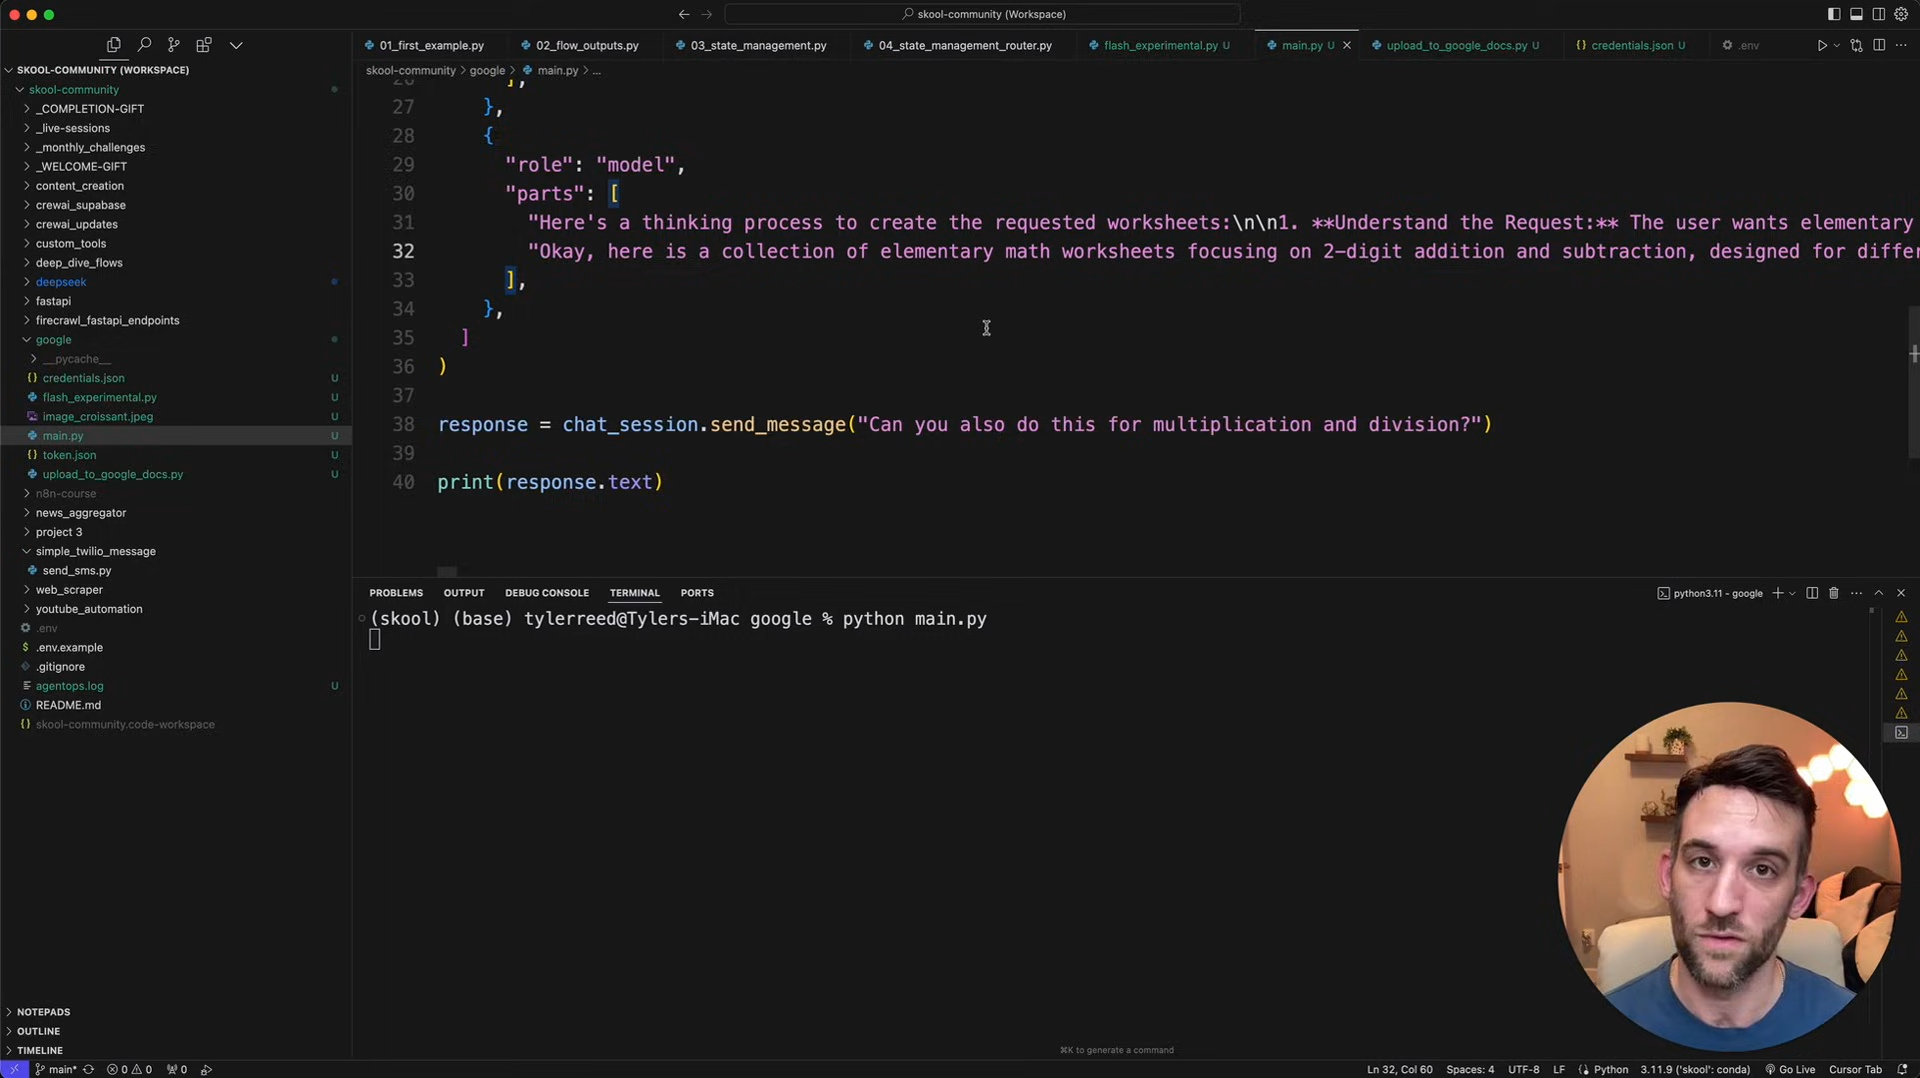 skool-community (Workspace)
01_first_example.py
02_flow_outputs.py
03_state_management.py
04_state_management_router.py
flash_experimental.py U
main.py U
upload_to_google_docs.py U
credentials.json U
.env
SKOOL-COMMUNITY (WORKSPACE)
skool-community
_COMPLETION-GIFT
_live-sessions
_monthly_challenges
_WELCOME-GIFT
content_creation
crewai_supabase
crewai_updates
custom_tools
deep_dive_flows
deepseek
fastapi
firecrawl_fastapi_endpoints
google
__pycache__
credentials.json U
flash_experimental.py U
image_croissant.jpeg U
main.py U
token.json U
upload_to_google_docs.py U
n8n-course
news_aggregator
project 3
simple_twilio_message
send_sms.py
web_scraper
youtube_automation
.env
.env.example
.gitignore
agentops.log U
README.md
skool-community.code-workspace
NOTEPADS
OUTLINE
TIMELINE
skool-community > google > main.py > ...
26 ],
27 },
28 {
29 "role": "model",
30 "parts": [
31 "Here's a thinking process to create the requested worksheets:\n\n1. **Understand the Request:** The user wants elementary
32 "Okay, here is a collection of elementary math worksheets focusing on 2-digit addition and subtraction, designed for differ
33 ],
34 },
35 ]
36 )
37
38 response = chat_session.send_message("Can you also do this for multiplication and division?")
39
40 print(response.text)
PROBLEMS OUTPUT DEBUG CONSOLE TERMINAL PORTS
python3.11 - google
(skool) (base) tylerreed@Tylers-iMac google % python main.py
⌘K to generate a command
main* 0 0 0
Ln 32, Col 60 Spaces: 4 UTF-8 LF Python 3.11.9 ('skool': conda) Go Live Cursor Tab